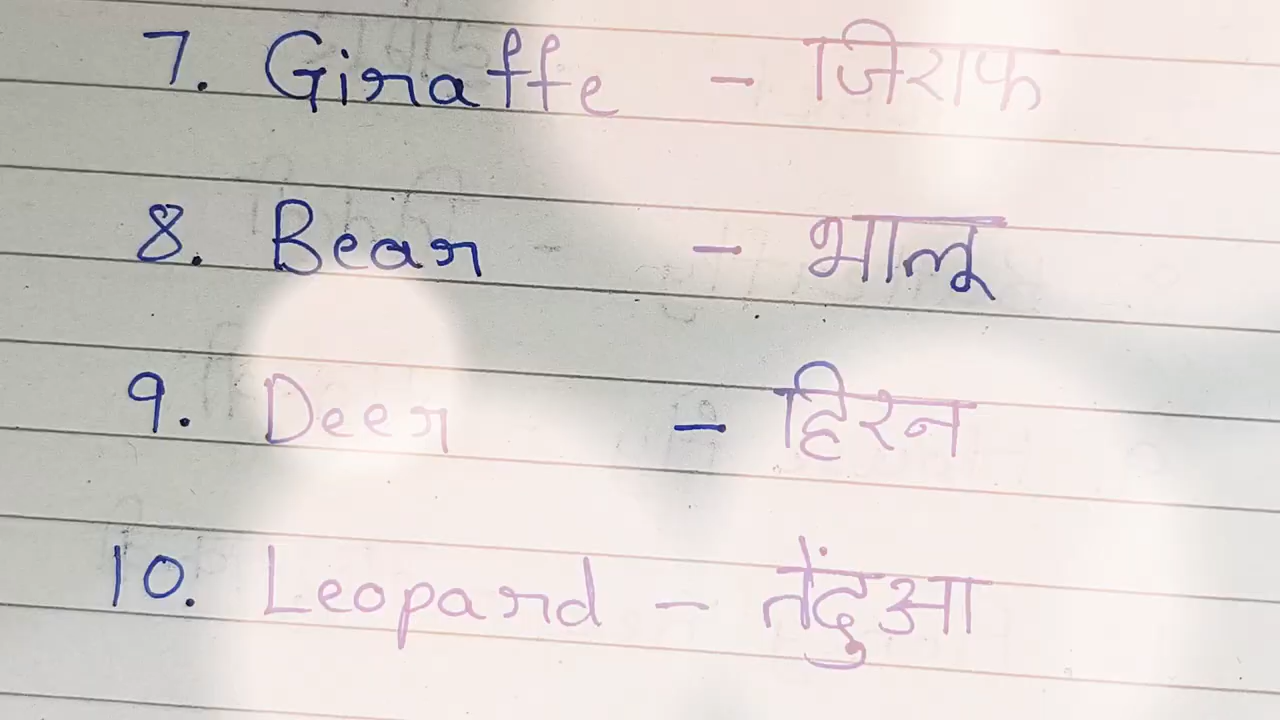 7. Giraffe - जिराफ
8. Bear - भालू
9. Deer - हिरन
10. Leopard - तेंदुआ